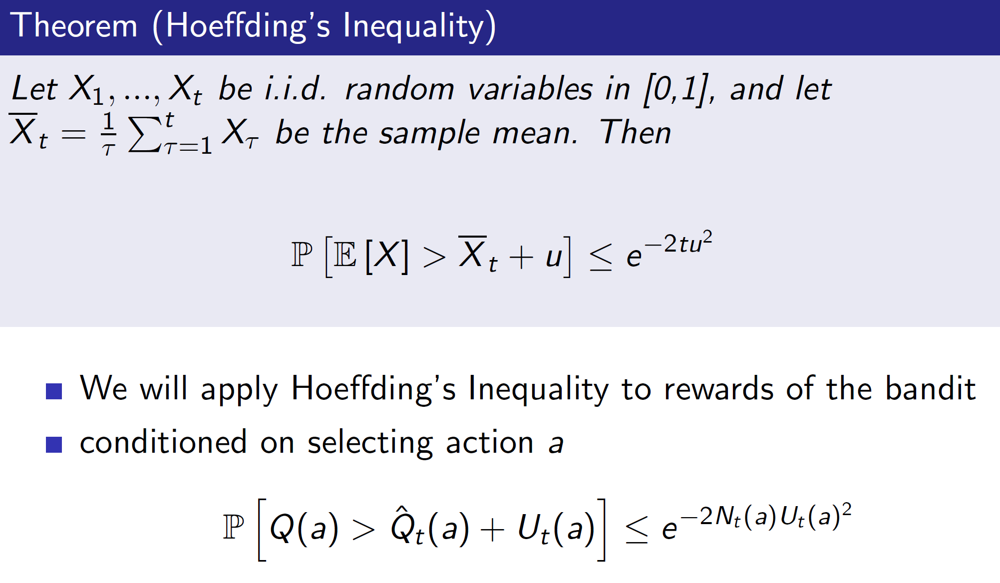 Theorem (Hoeffding's Inequality)
Let X₁, ..., Xₜ be i.i.d. random variables in [0,1], and let
$\overline{X}_t = \frac{1}{\tau} \sum_{\tau=1}^{t} X_\tau$ be the sample mean. Then
$\mathbb{P}\left[\mathbb{E}[X] > \overline{X}_t + u\right] \leq e^{-2tu^2}$
We will apply Hoeffding's Inequality to rewards of the bandit
conditioned on selecting action a
$\mathbb{P}\left[Q(a) > \hat{Q}_t(a) + U_t(a)\right] \leq e^{-2N_t(a)U_t(a)^2}$